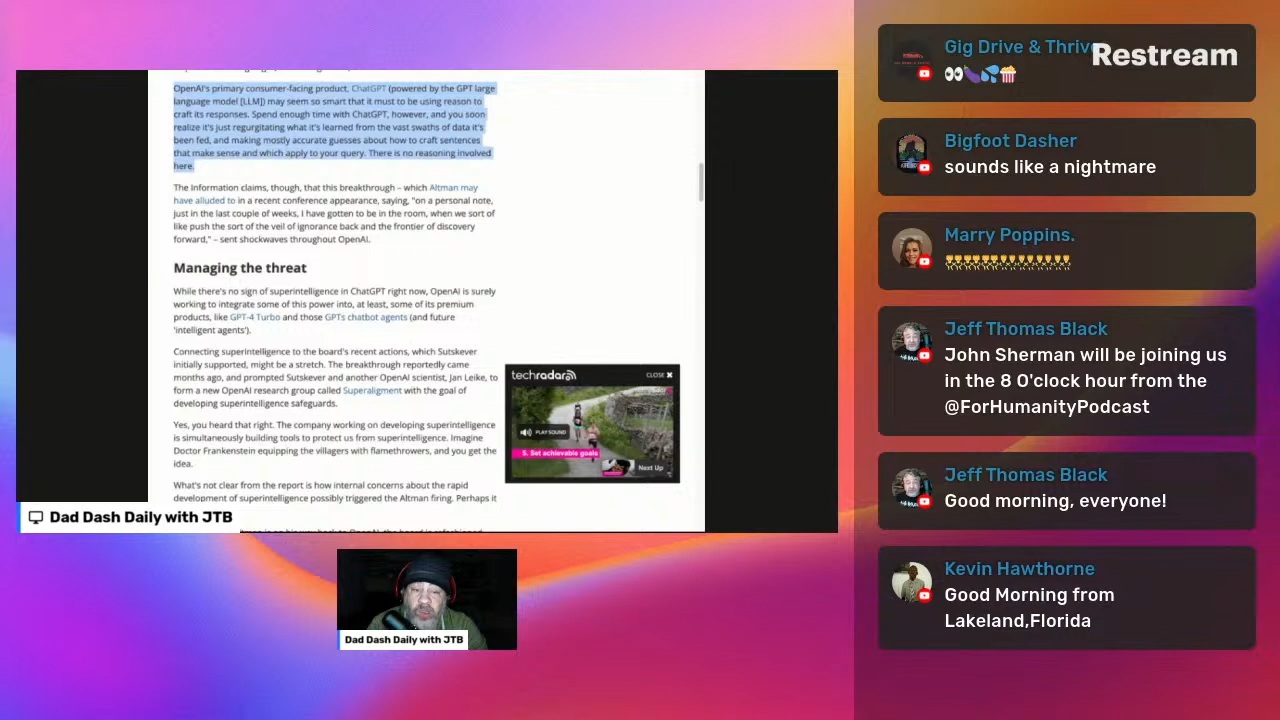 OpenAI's primary consumer-facing product, ChatGPT (powered by the GPT large
language model [LLM]) may seem so smart that it must be using reason to
craft its responses. Spend enough time with ChatGPT, however, and you soon
realize it's just regurgitating what it's learned from the vast swaths of data it's
been fed, and making mostly accurate guesses about how to craft sentences
that make sense and which apply to your query. There is no reasoning involved
here.
The Information claims, though, that this breakthrough – which Altman may
have alluded to in a recent conference appearance, saying, "on a personal note,
just in the last couple of weeks, I have gotten to be in the room, when we sort of
like push the sort of the veil of ignorance back and the frontier of discovery
forward," – sent shockwaves throughout OpenAI.
Managing the threat
While there's no sign of superintelligence in ChatGPT right now, OpenAI is surely
working to integrate some of this power into, at least, some of its premium
products, like GPT-4 Turbo and those GPTs chatbot agents (and future
'intelligent agents').
Connecting superintelligence to the board's recent actions, which Sutskever
initially supported, might be a stretch. The breakthrough reportedly came
months ago, and prompted Sutskever and another OpenAI scientist, Jan Leike, to
form a new OpenAI research group called Superaligment with the goal of
developing superintelligence safeguards.
Yes, you heard that right. The company working on developing superintelligence
is simultaneously building tools to protect us from superintelligence. Imagine
Doctor Frankenstein equipping the villagers with flamethrowers, and you get the
idea.
What's not clear from the report is how internal concerns about the rapid
development of superintelligence possibly triggered the Altman firing. Perhaps it
techradar
CLOSE ✖
PLAY SOUND
5. Set achievable goals
Next Up
Dad Dash Daily with JTB
Dad Dash Daily with JTB
Restream
Gig Drive & Thrive
👀🍆💦🍿
Bigfoot Dasher
sounds like a nightmare
Marry Poppins.
Jeff Thomas Black
John Sherman will be joining us
in the 8 O'clock hour from the
@ForHumanityPodcast
Jeff Thomas Black
Good morning, everyone!
Kevin Hawthorne
Good Morning from
Lakeland,Florida